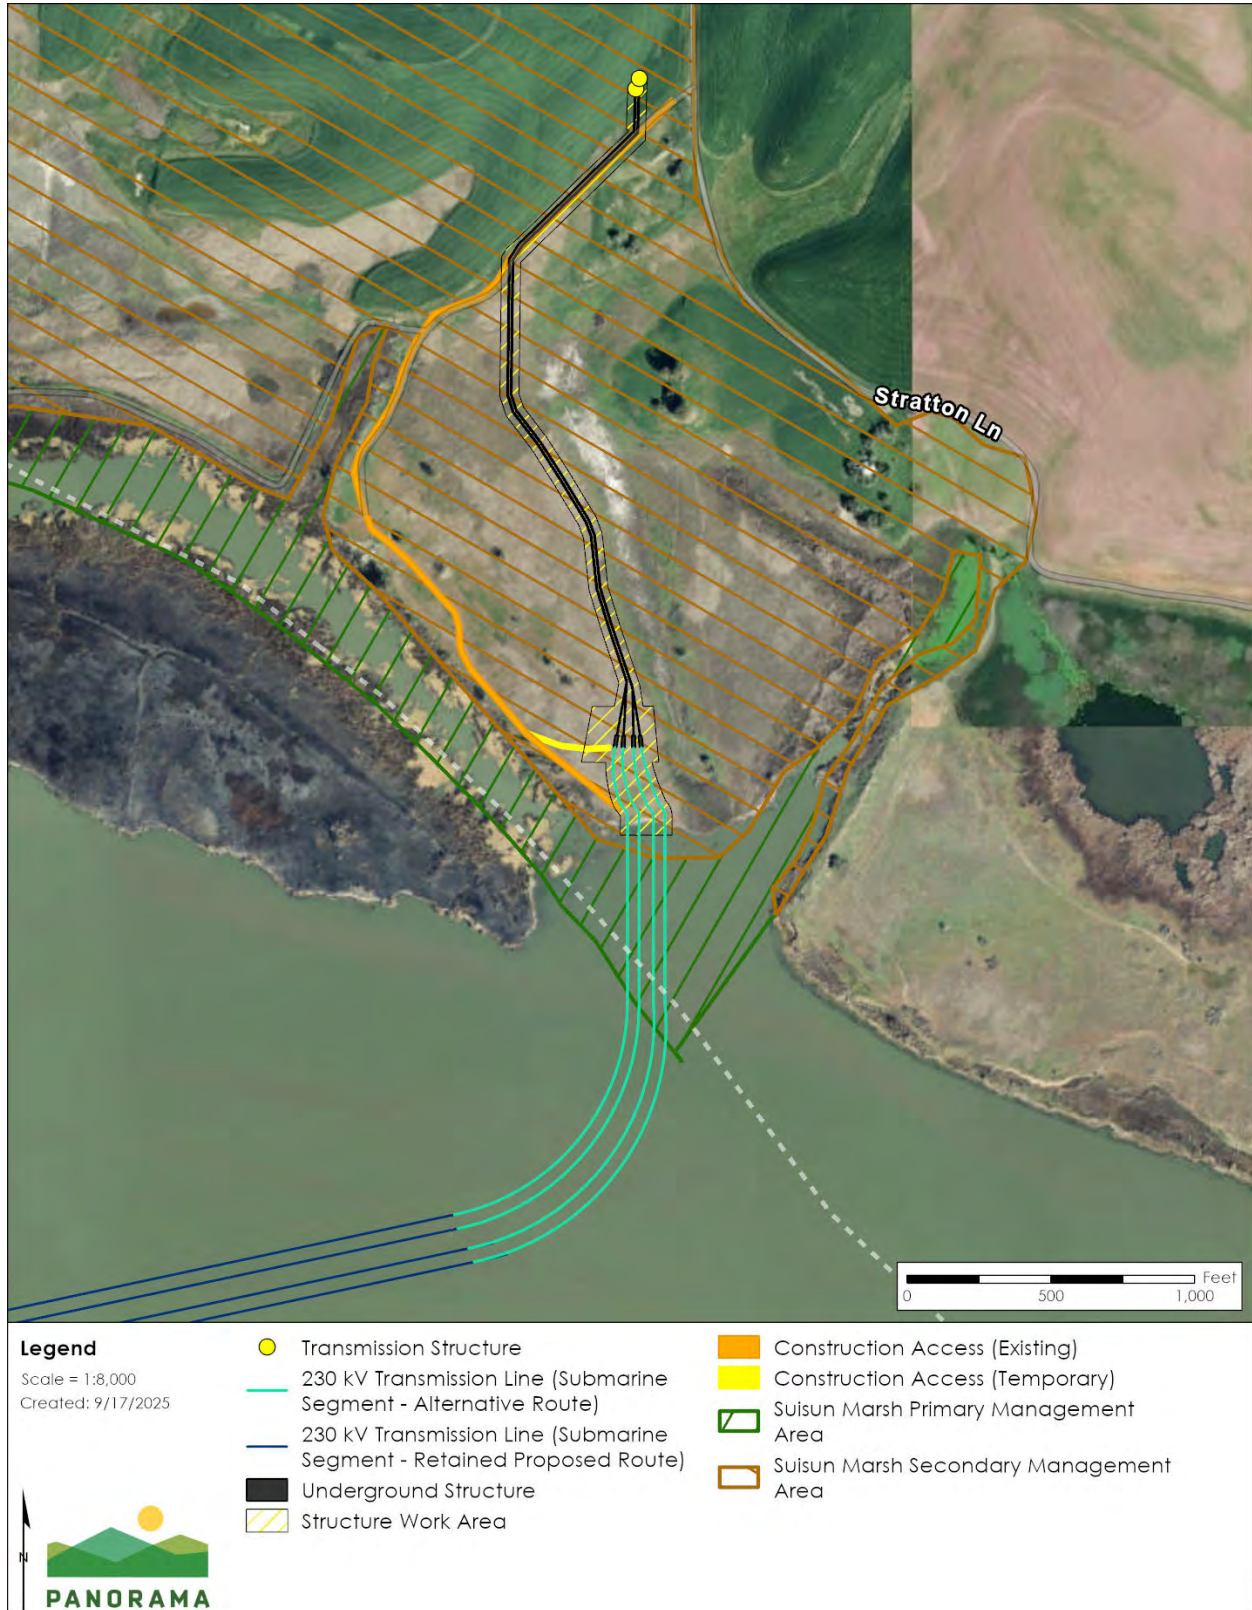 Stratton Ln
Feet
0 500 1,000
Legend
Scale = 1:8,000
Created: 9/17/2025
N
PANORAMA
Transmission Structure
230 kV Transmission Line (Submarine
Segment - Alternative Route)
230 kV Transmission Line (Submarine
Segment - Retained Proposed Route)
Underground Structure
Structure Work Area
Construction Access (Existing)
Construction Access (Temporary)
Suisun Marsh Primary Management
Area
Suisun Marsh Secondary Management
Area